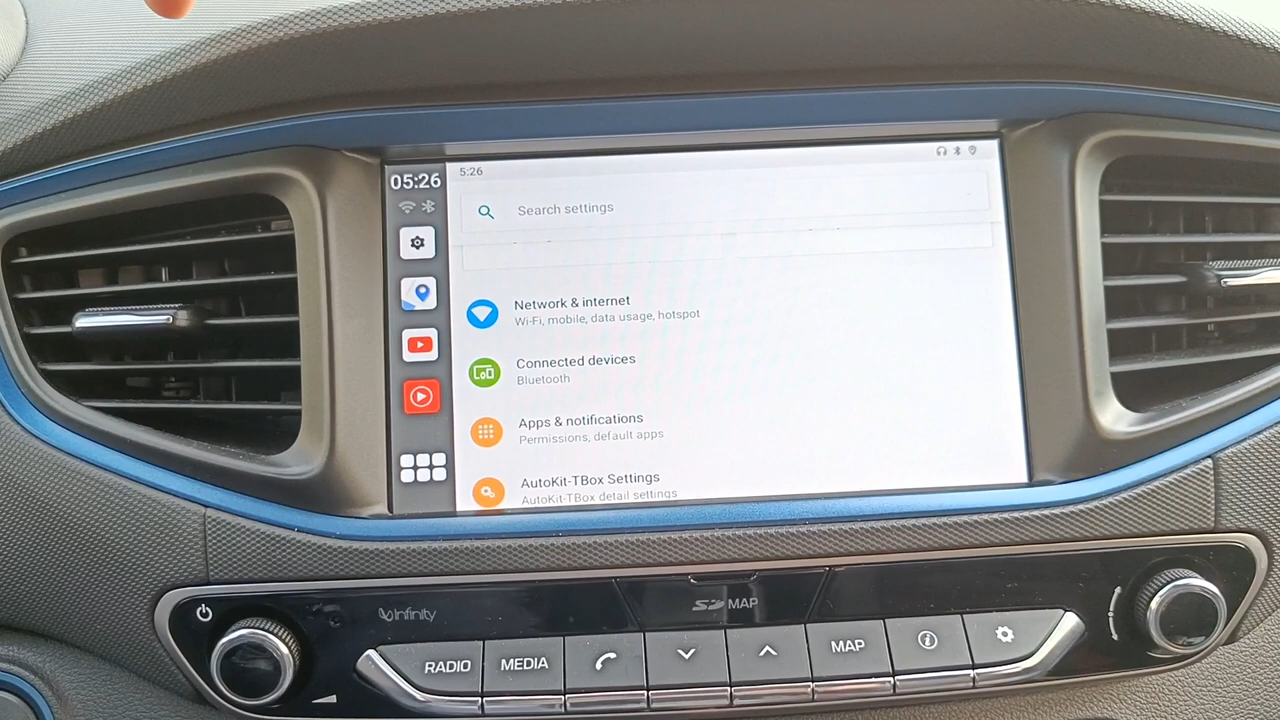 05:26
5:26
Search settings
Network & internet
Wi-Fi, mobile, data usage, hotspot
Connected devices
Bluetooth
Apps & notifications
Permissions, default apps
AutoKit-TBox Settings
AutoKit-TBox detail settings
Infinity
SD MAP
RADIO
MEDIA
MAP